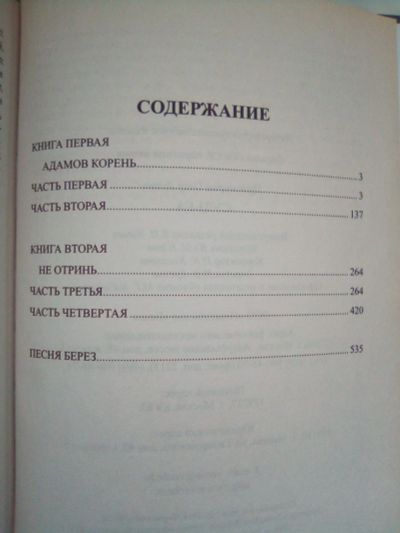 СОДЕРЖАНИЕ
КНИГА ПЕРВАЯ
АДАМОВ КОРЕНЬ........................................................3
ЧАСТЬ ПЕРВАЯ............................................................3
ЧАСТЬ ВТОРАЯ............................................................137
КНИГА ВТОРАЯ
НЕ ОТРИНЬ................................................................264
ЧАСТЬ ТРЕТЬЯ............................................................264
ЧАСТЬ ЧЕТВЕРТАЯ......................................................420
ПЕСНЯ БЕРЕЗ..............................................................535